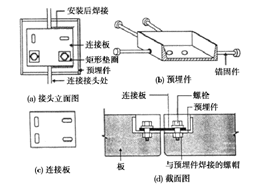 安装后焊接
连接板
矩形垫圈
预埋件
连接接头处
(a) 接头立面图
锚固件
(b) 预埋件
连接板
螺栓
预埋件
(c) 连接板
板
与预埋件焊接的螺帽
(d) 截面图